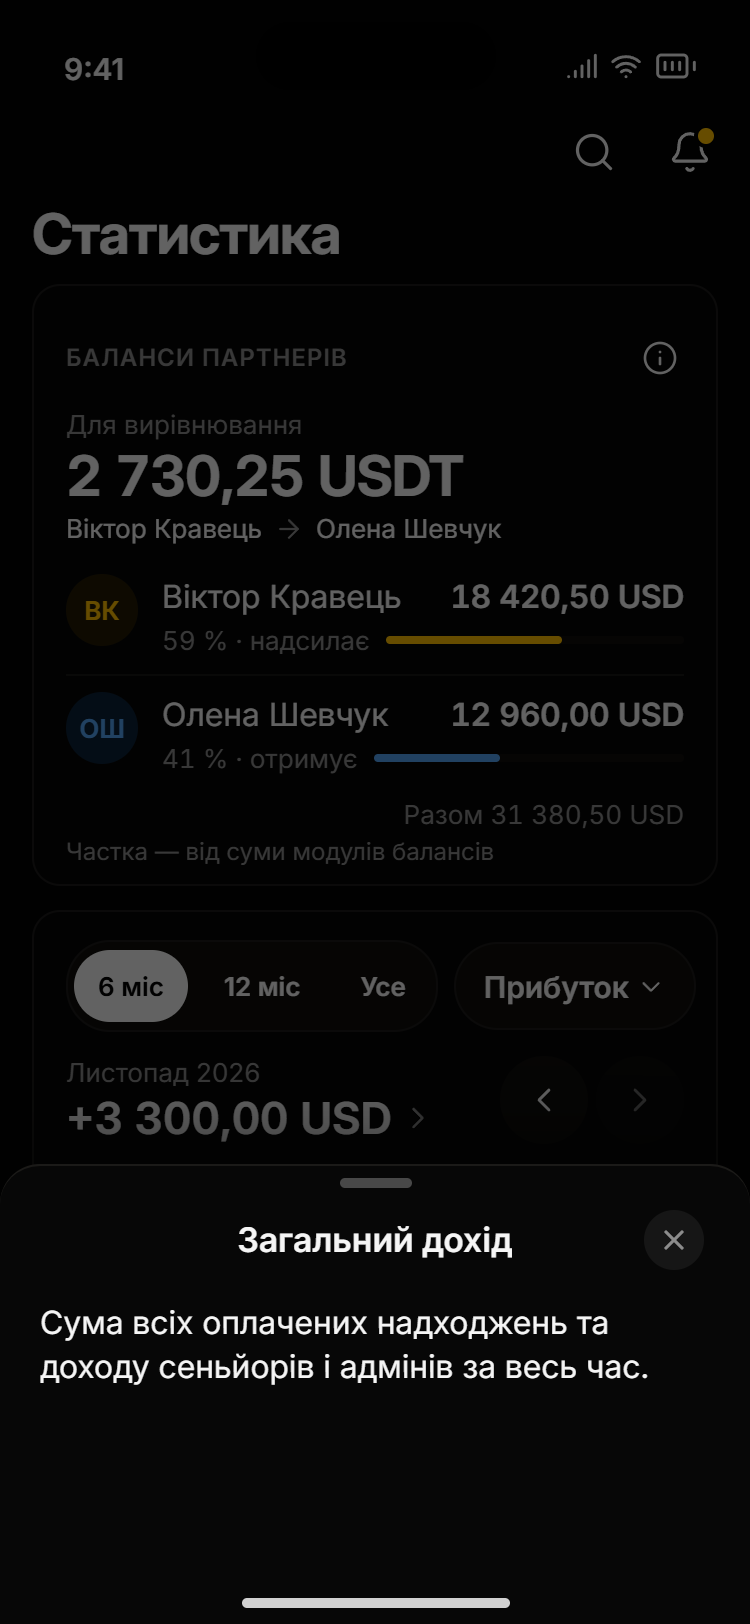 9:41
Статистика
БАЛАНСИ ПАРТНЕРІВ
Для вирівнювання
2 730,25 USDT
Віктор Кравець → Олена Шевчук
ВК
Віктор Кравець 18 420,50 USD
59 % · надсилає
ОШ
Олена Шевчук 12 960,00 USD
41 % · отримує
Разом 31 380,50 USD
Частка — від суми модулів балансів
6 міс 12 міс Усе Прибуток
Листопад 2026
+3 300,00 USD
Загальний дохід
Сума всіх оплачених надходжень та
доходу сеньйорів і адмінів за весь час.